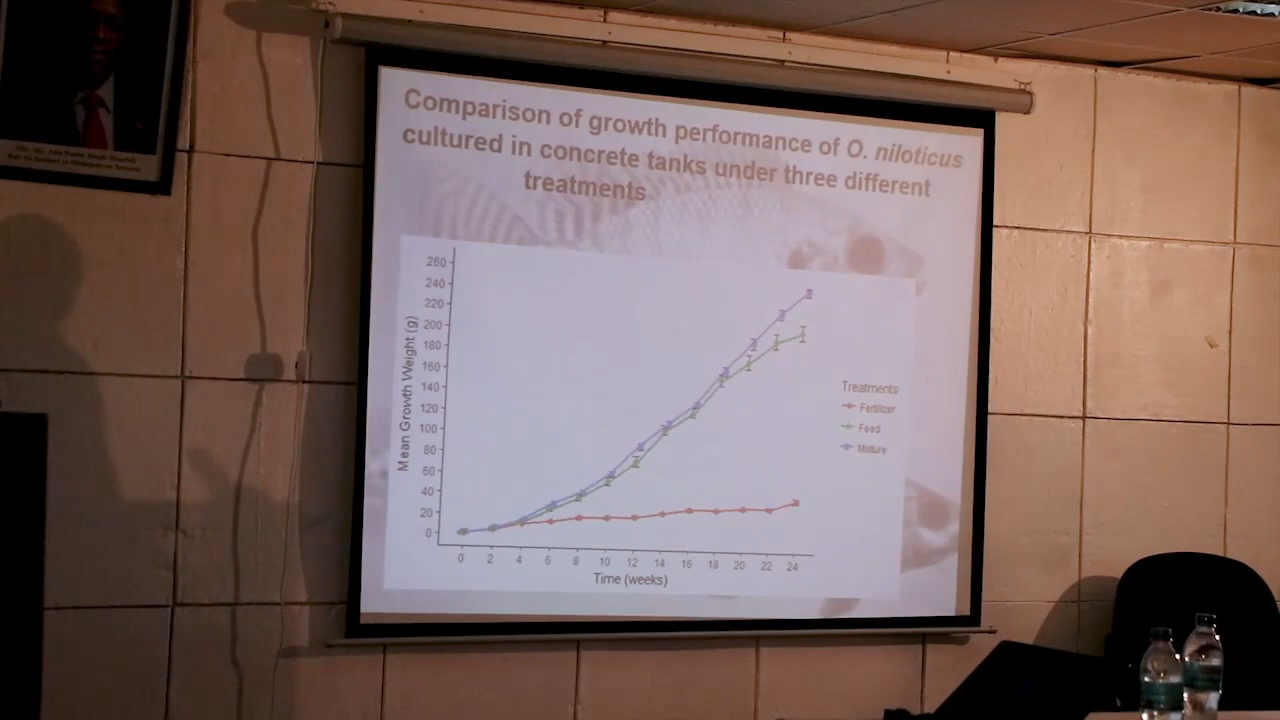 Comparison of growth performance of O. niloticus
cultured in concrete tanks under three different
treatments
Mean Growth Weight (g)
260
240
220
200
180
160
140
120
100
80
60
40
20
0
0 2 4 6 8 10 12 14 16 18 20 22 24
Time (weeks)
Treatments
Fertilizer
Feed
Mixture